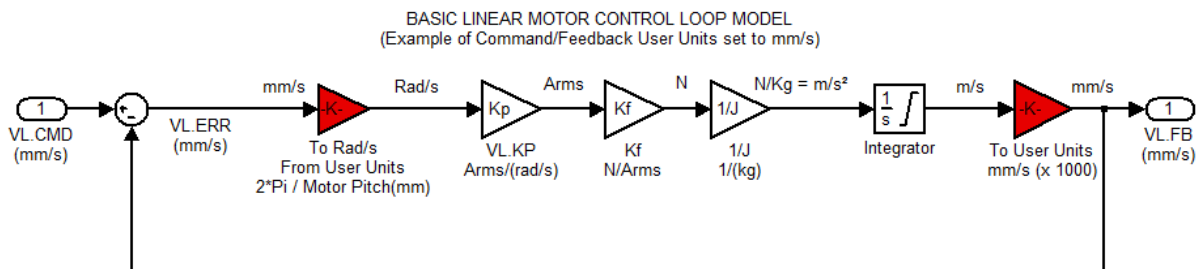 BASIC LINEAR MOTOR CONTROL LOOP MODEL
(Example of Command/Feedback User Units set to mm/s)
mm/s
Rad/s
Arms
N
N/Kg = m/s²
m/s
mm/s
1
+
-
-K-
Kp
Kf
1/J
1
s
-K-
1
VL.CMD
(mm/s)
VL.ERR
(mm/s)
To Rad/s
From User Units
2*Pi / Motor Pitch(mm)
VL.KP
Arms/(rad/s)
Kf
N/Arms
1/J
1/(kg)
Integrator
To User Units
mm/s (x 1000)
VL.FB
(mm/s)